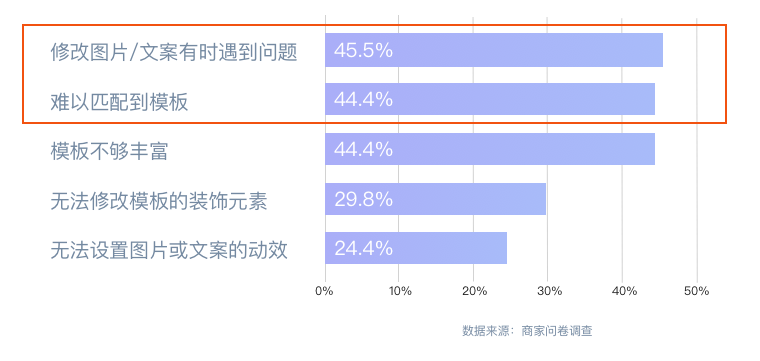 修改图片/文案有时遇到问题 45.5%
难以匹配到模板 44.4%
模板不够丰富 44.4%
无法修改模板的装饰元素 29.8%
无法设置图片或文案的动效 24.4%
0% 10% 20% 30% 40% 50%
数据来源：商家问卷调查